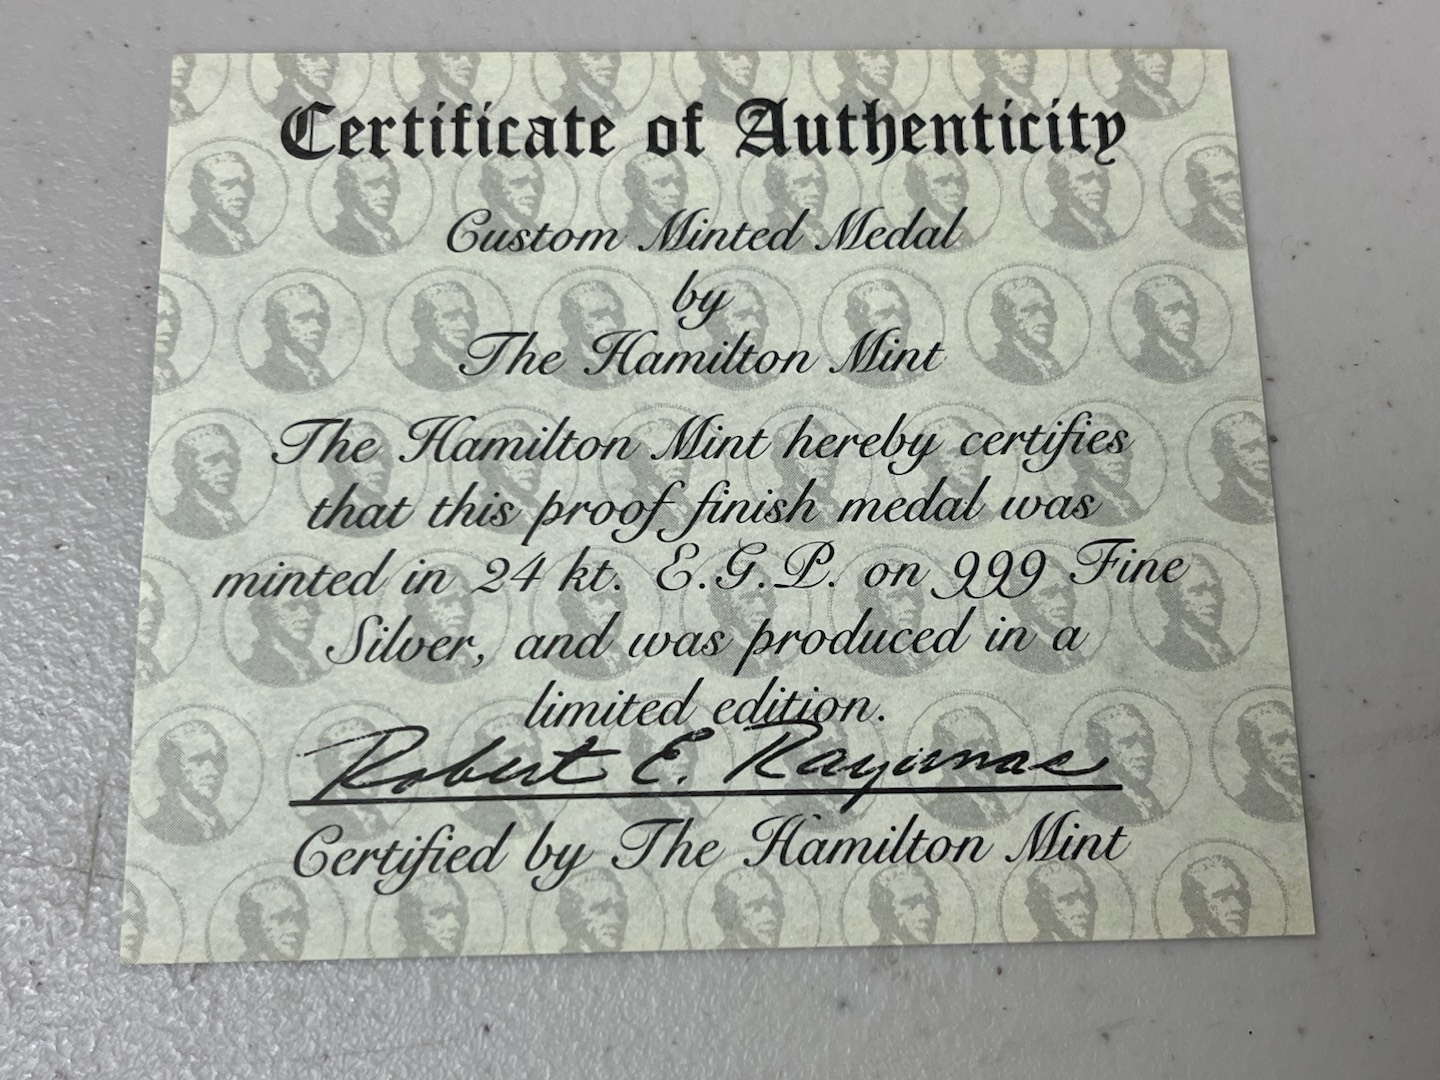 Certificate of Authenticity
Custom Minted Medal
by
The Hamilton Mint
The Hamilton Mint hereby certifies
that this proof finish medal was
minted in 24 kt. E.G.P. on 999 Fine
Silver, and was produced in a
limited edition.
Robert E.
Certified by The Hamilton Mint